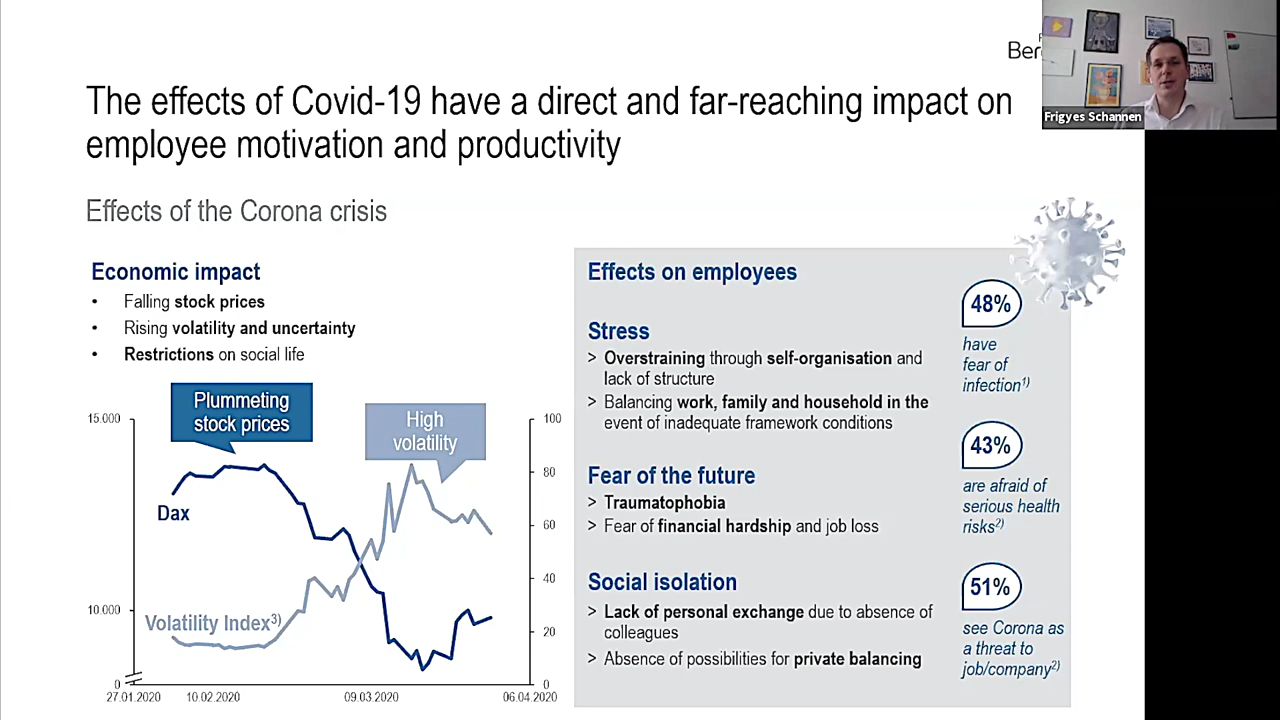 Ber
Frigyes Schannen
The effects of Covid-19 have a direct and far-reaching impact on
employee motivation and productivity
Effects of the Corona crisis
Economic impact
• Falling stock prices
• Rising volatility and uncertainty
• Restrictions on social life
Plummeting
stock prices
High
volatility
15.000
10.000
0
100
80
60
40
20
0
Dax
Volatility Index3)
27.01.2020
10.02.2020
09.03.2020
06.04.2020
Effects on employees
Stress
> Overstraining through self-organisation and
lack of structure
> Balancing work, family and household in the
event of inadequate framework conditions
Fear of the future
> Traumatophobia
> Fear of financial hardship and job loss
Social isolation
> Lack of personal exchange due to absence of
colleagues
> Absence of possibilities for private balancing
48%
have
fear of
infection1)
43%
are afraid of
serious health
risks2)
51%
see Corona as
a threat to
job/company2)